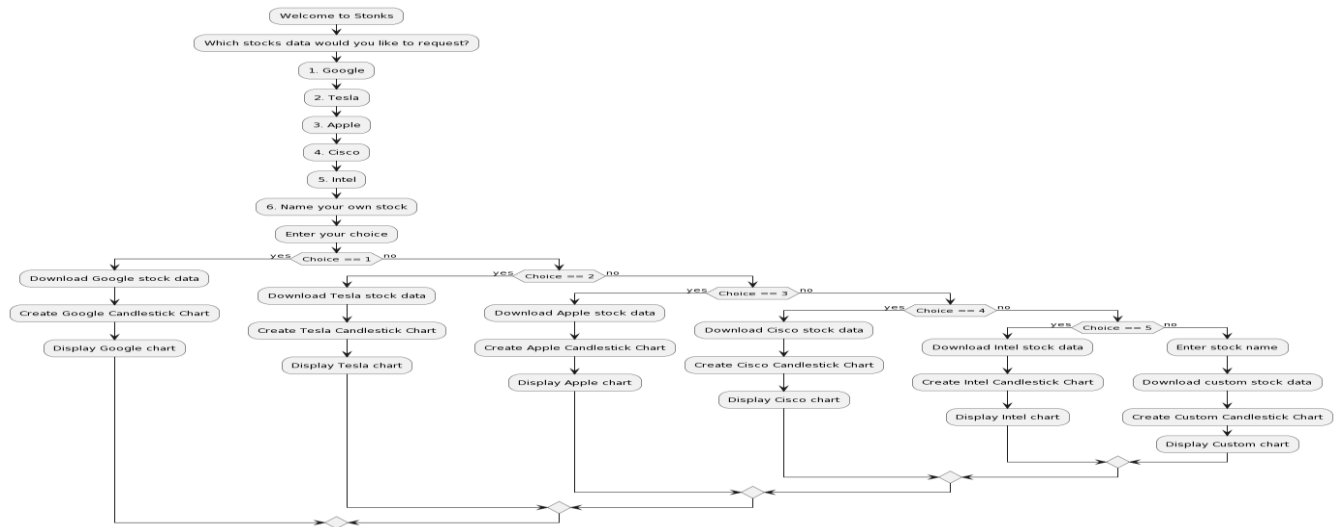 Welcome to Stonks
Which stocks data would you like to request?
1. Google
2. Tesla
3. Apple
4. Cisco
5. Intel
6. Name your own stock
Enter your choice
yes
Choice == 1
no
Download Google stock data
Create Google Candlestick Chart
Display Google chart
yes
Choice == 2
no
Download Tesla stock data
Create Tesla Candlestick Chart
Display Tesla chart
yes
Choice == 3
no
Download Apple stock data
Create Apple Candlestick Chart
Display Apple chart
yes
Choice == 4
no
Download Cisco stock data
Create Cisco Candlestick Chart
Display Cisco chart
yes
Choice == 5
no
Download Intel stock data
Create Intel Candlestick Chart
Display Intel chart
Enter stock name
Download custom stock data
Create Custom Candlestick Chart
Display Custom chart